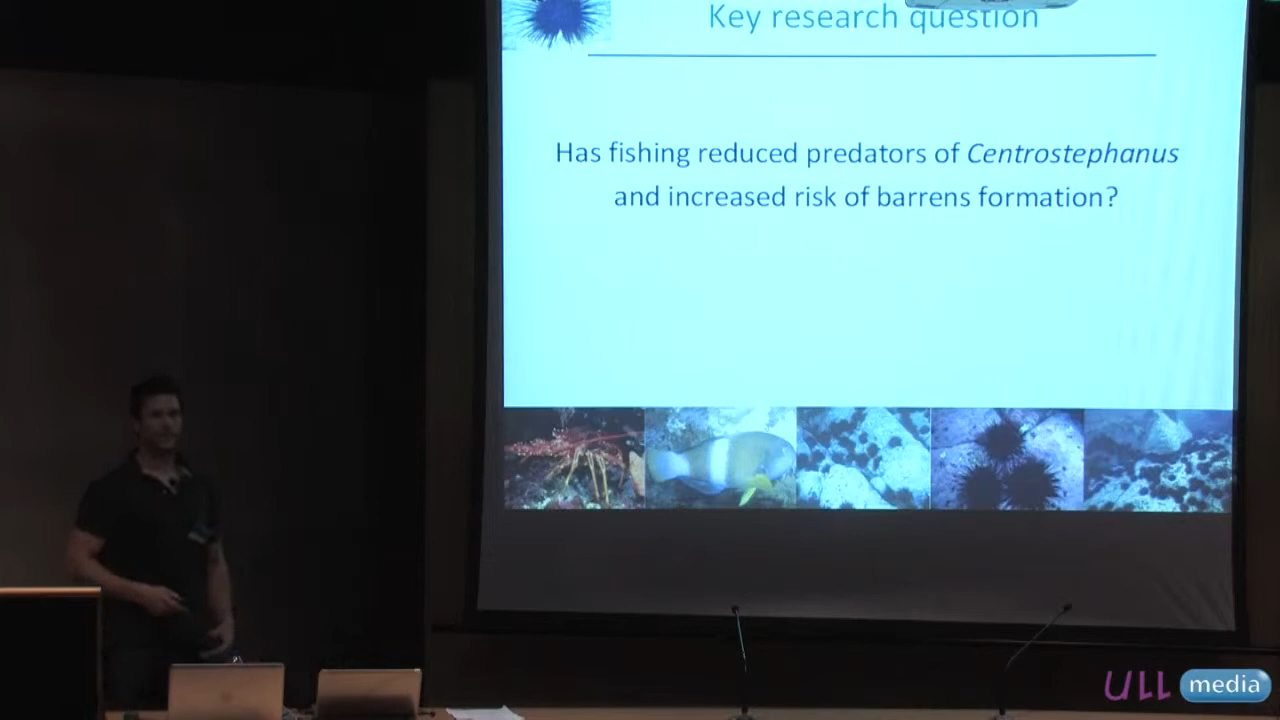 Key research question
Has fishing reduced predators of Centrostephanus
and increased risk of barrens formation?
ULL media